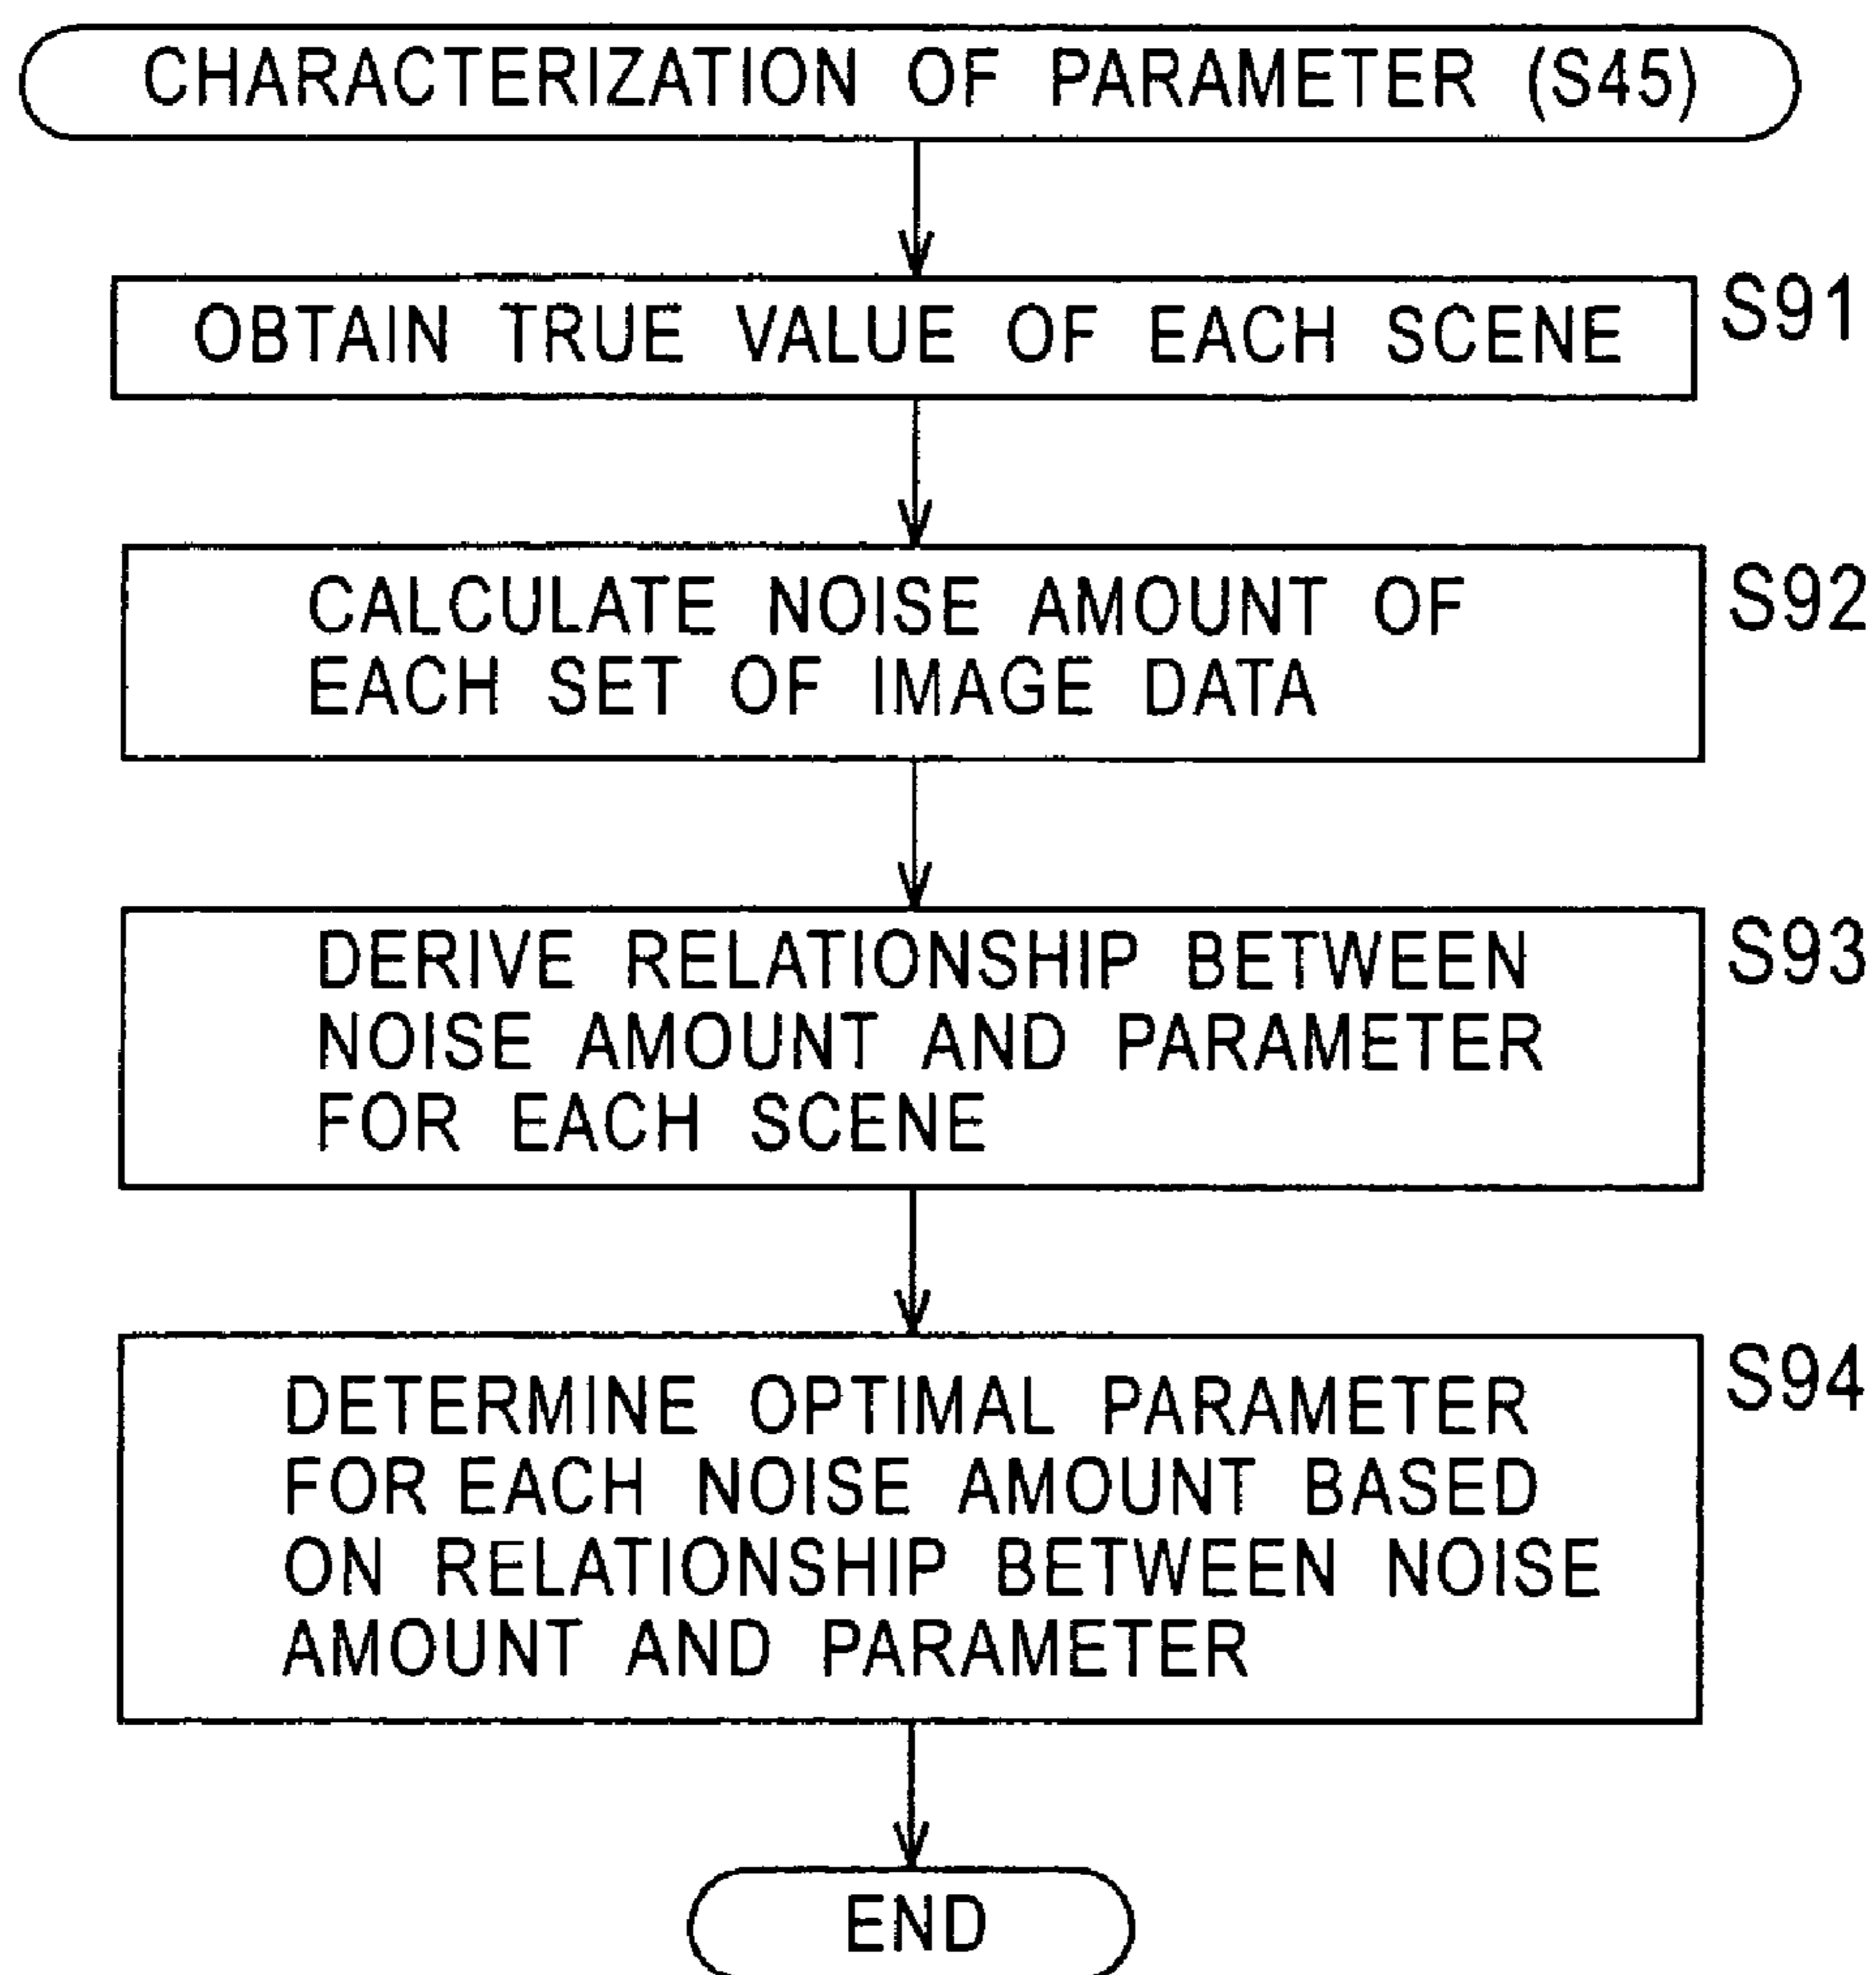 CHARACTERIZATION OF PARAMETER (S45)
OBTAIN TRUE VALUE OF EACH SCENE
S91
CALCULATE NOISE AMOUNT OF
EACH SET OF IMAGE DATA
S92
DERIVE RELATIONSHIP BETWEEN
NOISE AMOUNT AND PARAMETER
FOR EACH SCENE
S93
DETERMINE OPTIMAL PARAMETER
FOR EACH NOISE AMOUNT BASED
ON RELATIONSHIP BETWEEN NOISE
AMOUNT AND PARAMETER
S94
END